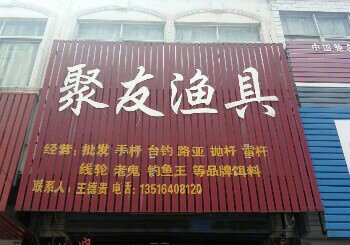 聚友渔具
经营：批发 手杆 台钓 路亚 抛杆 雷杆
线轮 老鬼 钓鱼王 等品牌饵料
联系人：王德贵 电话：13516408120
中国